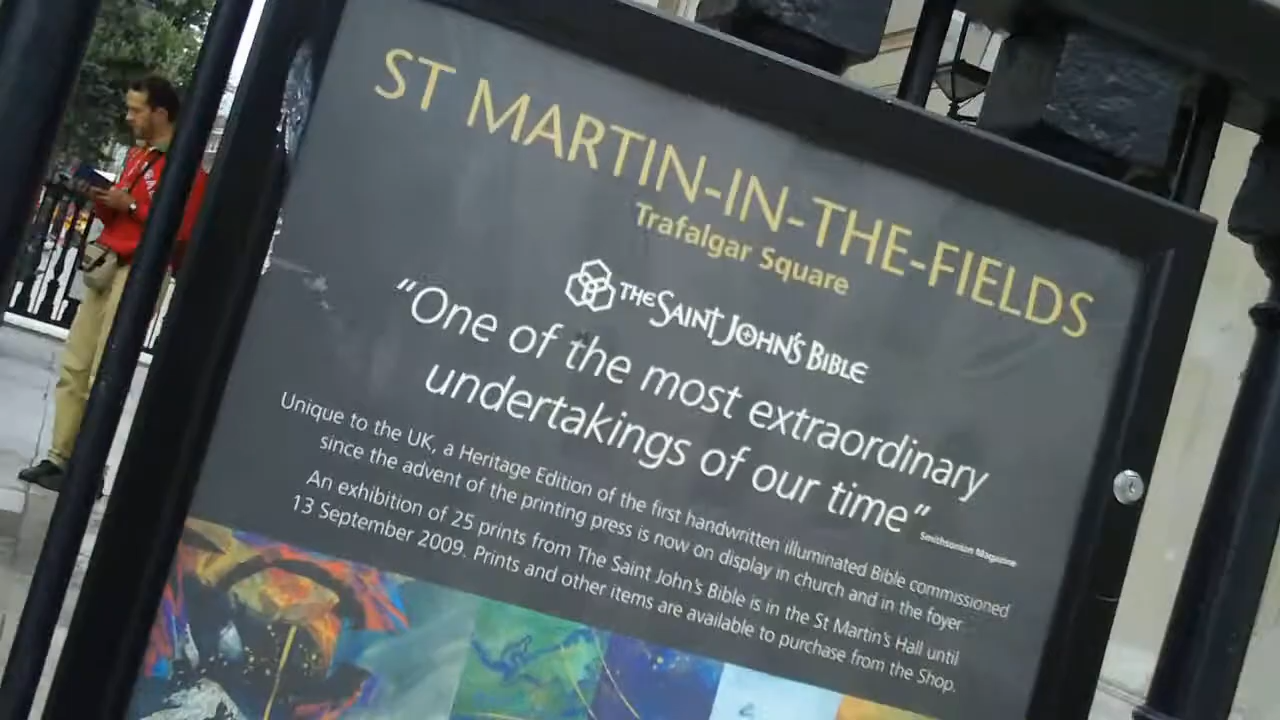 ST MARTIN-IN-THE-FIELDS
Trafalgar Square
THE SAINT JOHN'S BIBLE
“One of the most extraordinary
undertakings of our time”
Smithsonian Magazine
Unique to the UK, a Heritage Edition of the first handwritten illuminated Bible commissioned
since the advent of the printing press is now on display in church and in the foyer
An exhibition of 25 prints from The Saint John's Bible is in the St Martin's Hall until
13 September 2009. Prints and other items are available to purchase from the Shop.